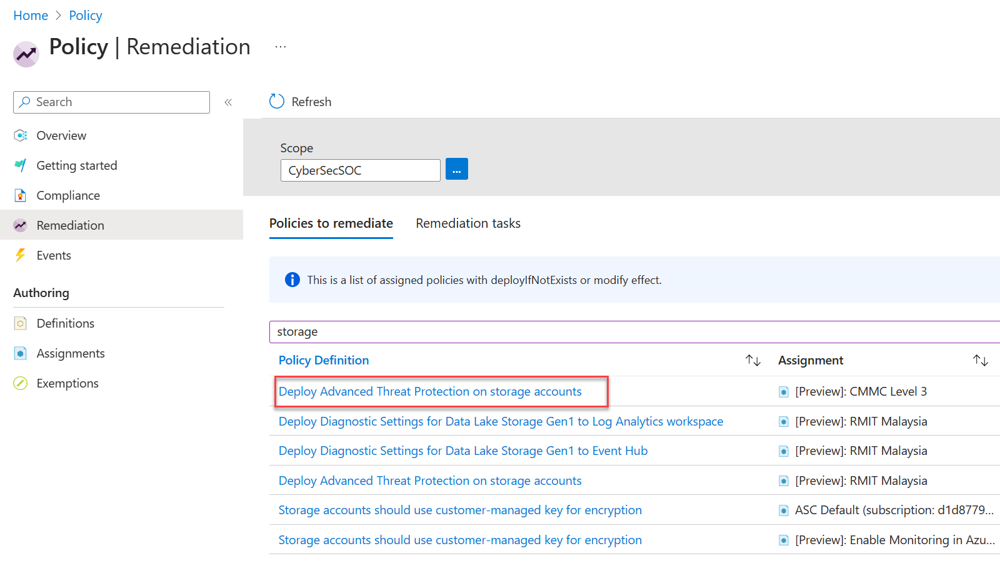 Home > Policy
Policy | Remediation ...
Search «
Refresh
Overview
Getting started
Compliance
Remediation
Events
Authoring
Definitions
Assignments
Exemptions
Scope
CyberSecSOC ...
Policies to remediate Remediation tasks
This is a list of assigned policies with deployIfNotExists or modify effect.
storage
Policy Definition ↑↓ Assignment ↑↓
Deploy Advanced Threat Protection on storage accounts [Preview]: CMMC Level 3
Deploy Diagnostic Settings for Data Lake Storage Gen1 to Log Analytics workspace [Preview]: RMIT Malaysia
Deploy Diagnostic Settings for Data Lake Storage Gen1 to Event Hub [Preview]: RMIT Malaysia
Deploy Advanced Threat Protection on storage accounts [Preview]: RMIT Malaysia
Storage accounts should use customer-managed key for encryption ASC Default (subscription: d1d8779...
Storage accounts should use customer-managed key for encryption [Preview]: Enable Monitoring in Azu...